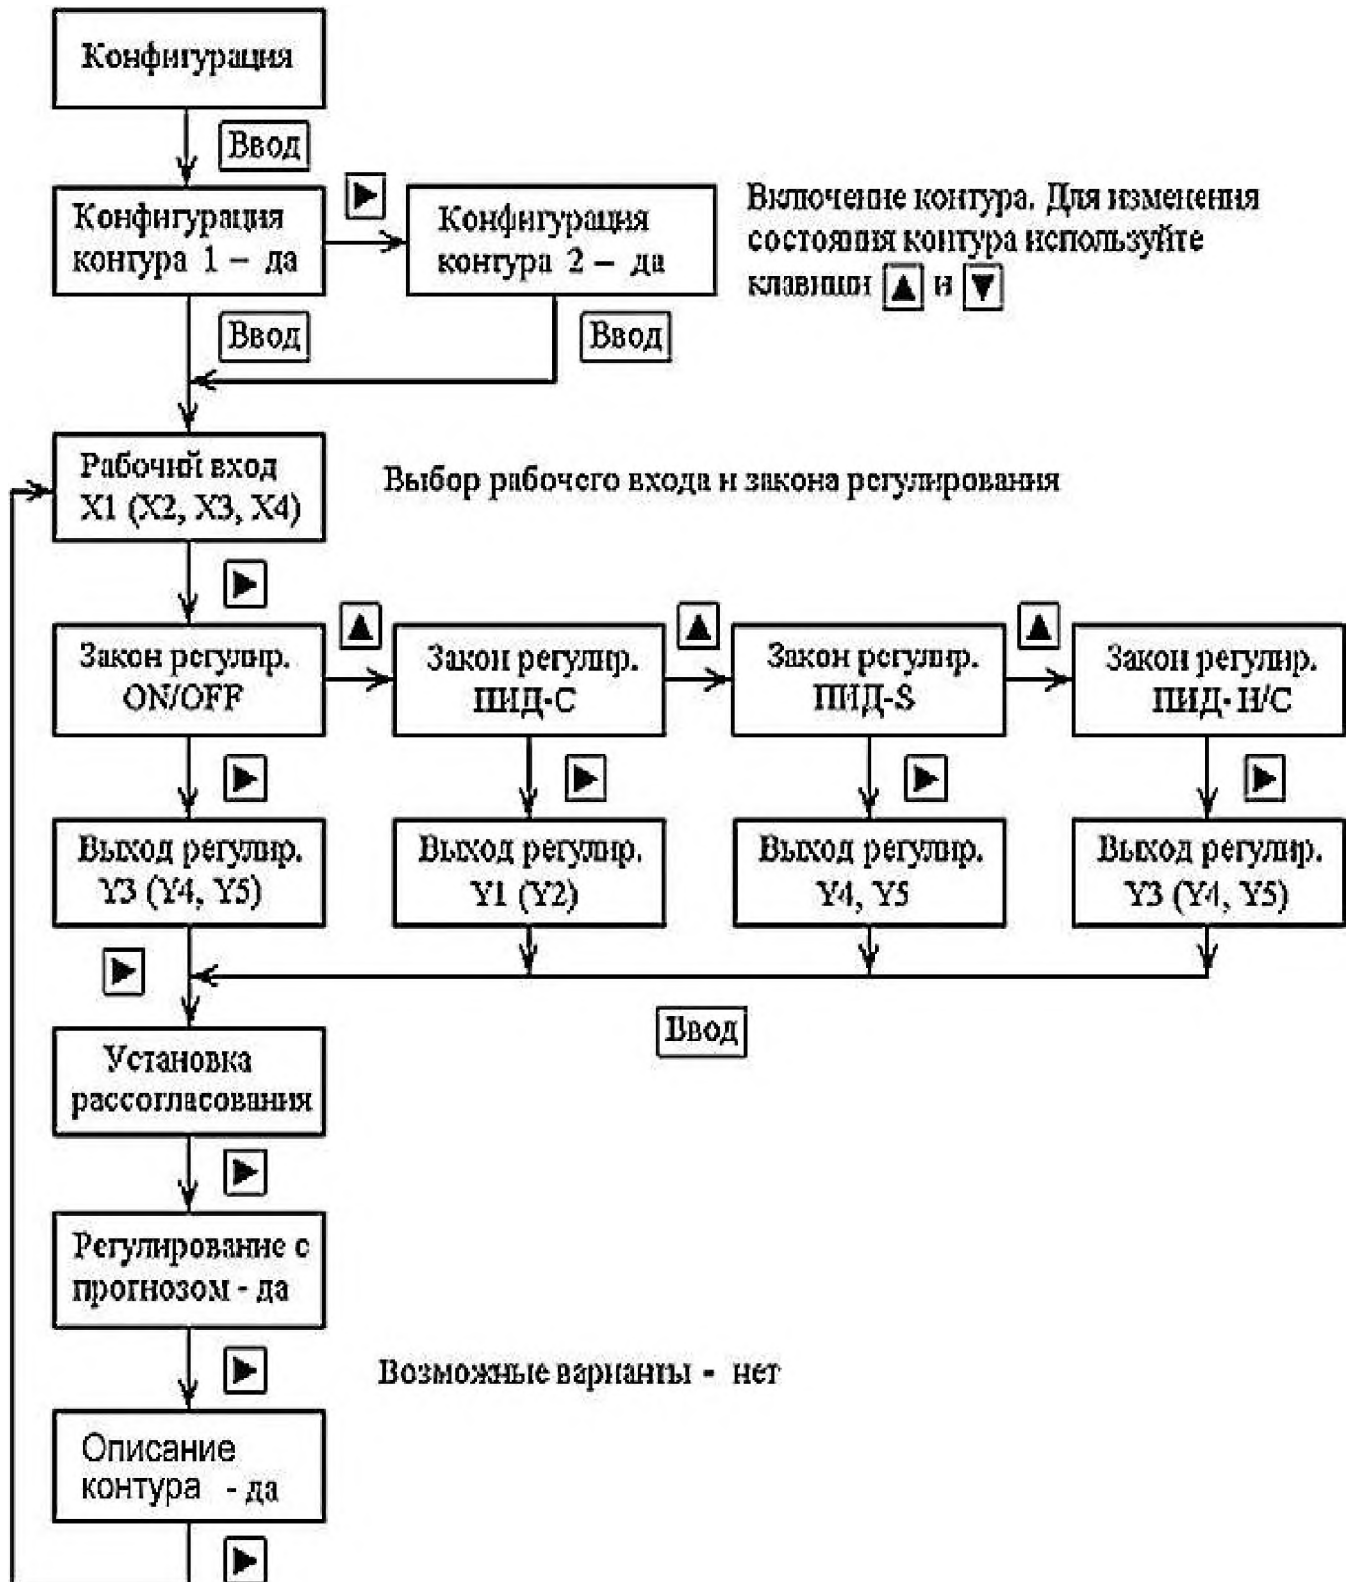 Конфигурация
Ввод
Конфигурация
контура 1 – да
Конфигурация
контура 2 – да
Включение контура. Для изменения
состояния контура используйте
клавиши ▲ и ▼
Ввод
Ввод
Рабочий вход
X1 (X2, X3, X4)
Выбор рабочего входа и закона регулирования
Закон регулир.
ON/OFF
Закон регулир.
ПИД-С
Закон регулир.
ПИД-S
Закон регулир.
ПИД- Н/С
Выход регулир.
Y3 (Y4, Y5)
Выход регулир.
Y1 (Y2)
Выход регулир.
Y4, Y5
Выход регулир.
Y3 (Y4, Y5)
Ввод
Установка
рассогласования
Регулирование с
прогнозом - да
Возможные варианты - нет
Описание
контура - да